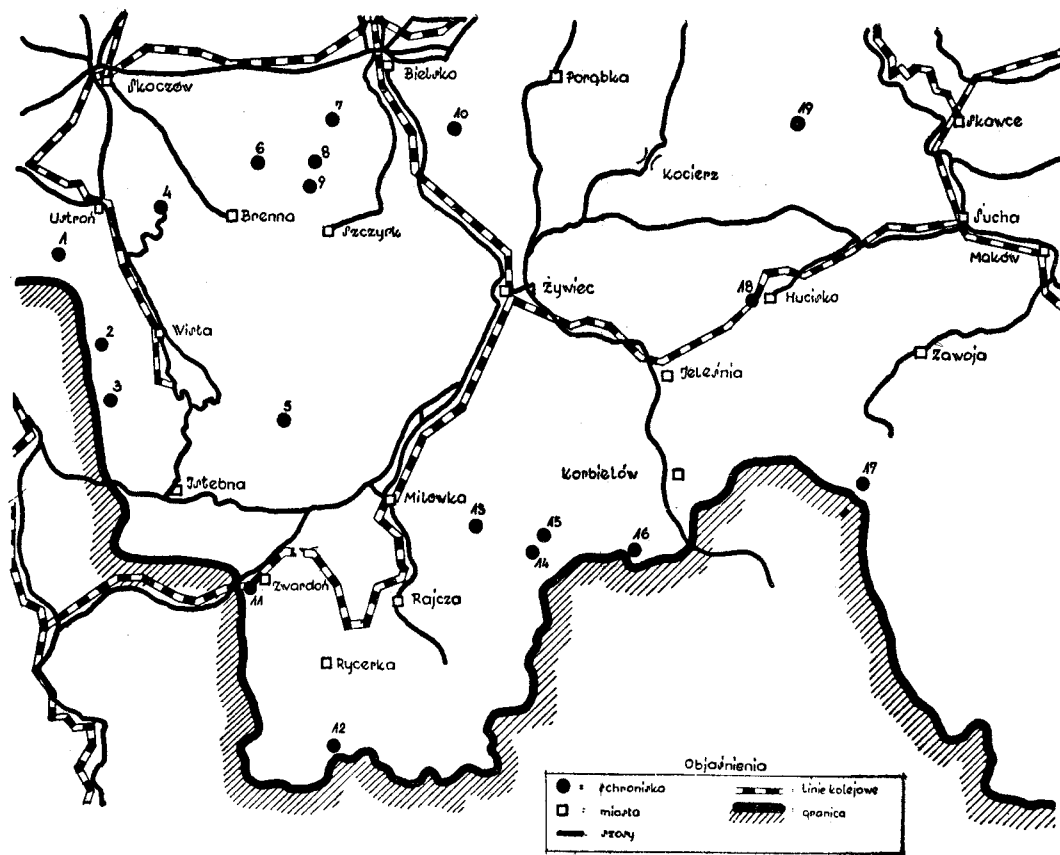 Skoczów
Bielsko
Porąbka
7
10
19
Skawce
6
8
9
Kocierz
4
Ustroń
Brenna
Szczyrk
Sucha
1
Maków
Żywiec
18
Hucisko
2
Wisła
Zawoja
Jeleśnia
3
5
Istebna
Milówka
Korbielów
17
13
15
14
16
11
Zwardoń
Rajcza
Rycerka
12
Objaśnienia
= schroniska
linie kolejowe
miasta
granica
szosy